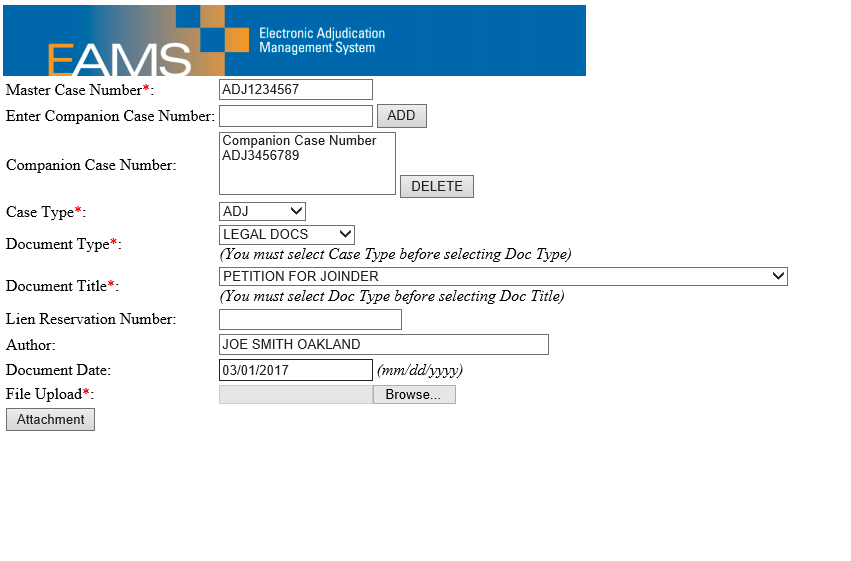 EAMS
Electronic Adjudication
Management System
Master Case Number*: ADJ1234567
Enter Companion Case Number: ADD
Companion Case Number: Companion Case Number
ADJ3456789
DELETE
Case Type*: ADJ
Document Type*: LEGAL DOCS
(You must select Case Type before selecting Doc Type)
Document Title*: PETITION FOR JOINDER
(You must select Doc Type before selecting Doc Title)
Lien Reservation Number:
Author: JOE SMITH OAKLAND
Document Date: 03/01/2017 (mm/dd/yyyy)
File Upload*: Browse...
Attachment